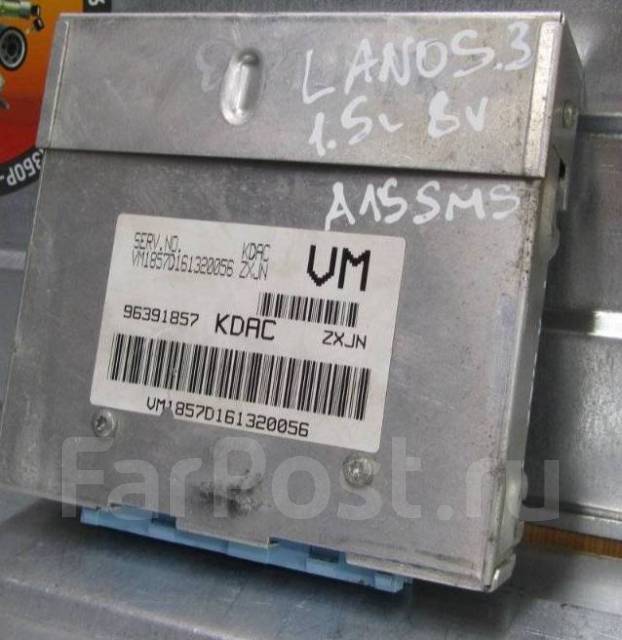 LANOS.3
1.5L 8V
A15SMS
SERV.NO. KDAC
VM1857D161320056 ZXJN
VM
96391857 KDAC ZXJN
VM1857D161320056
FarPost.ru